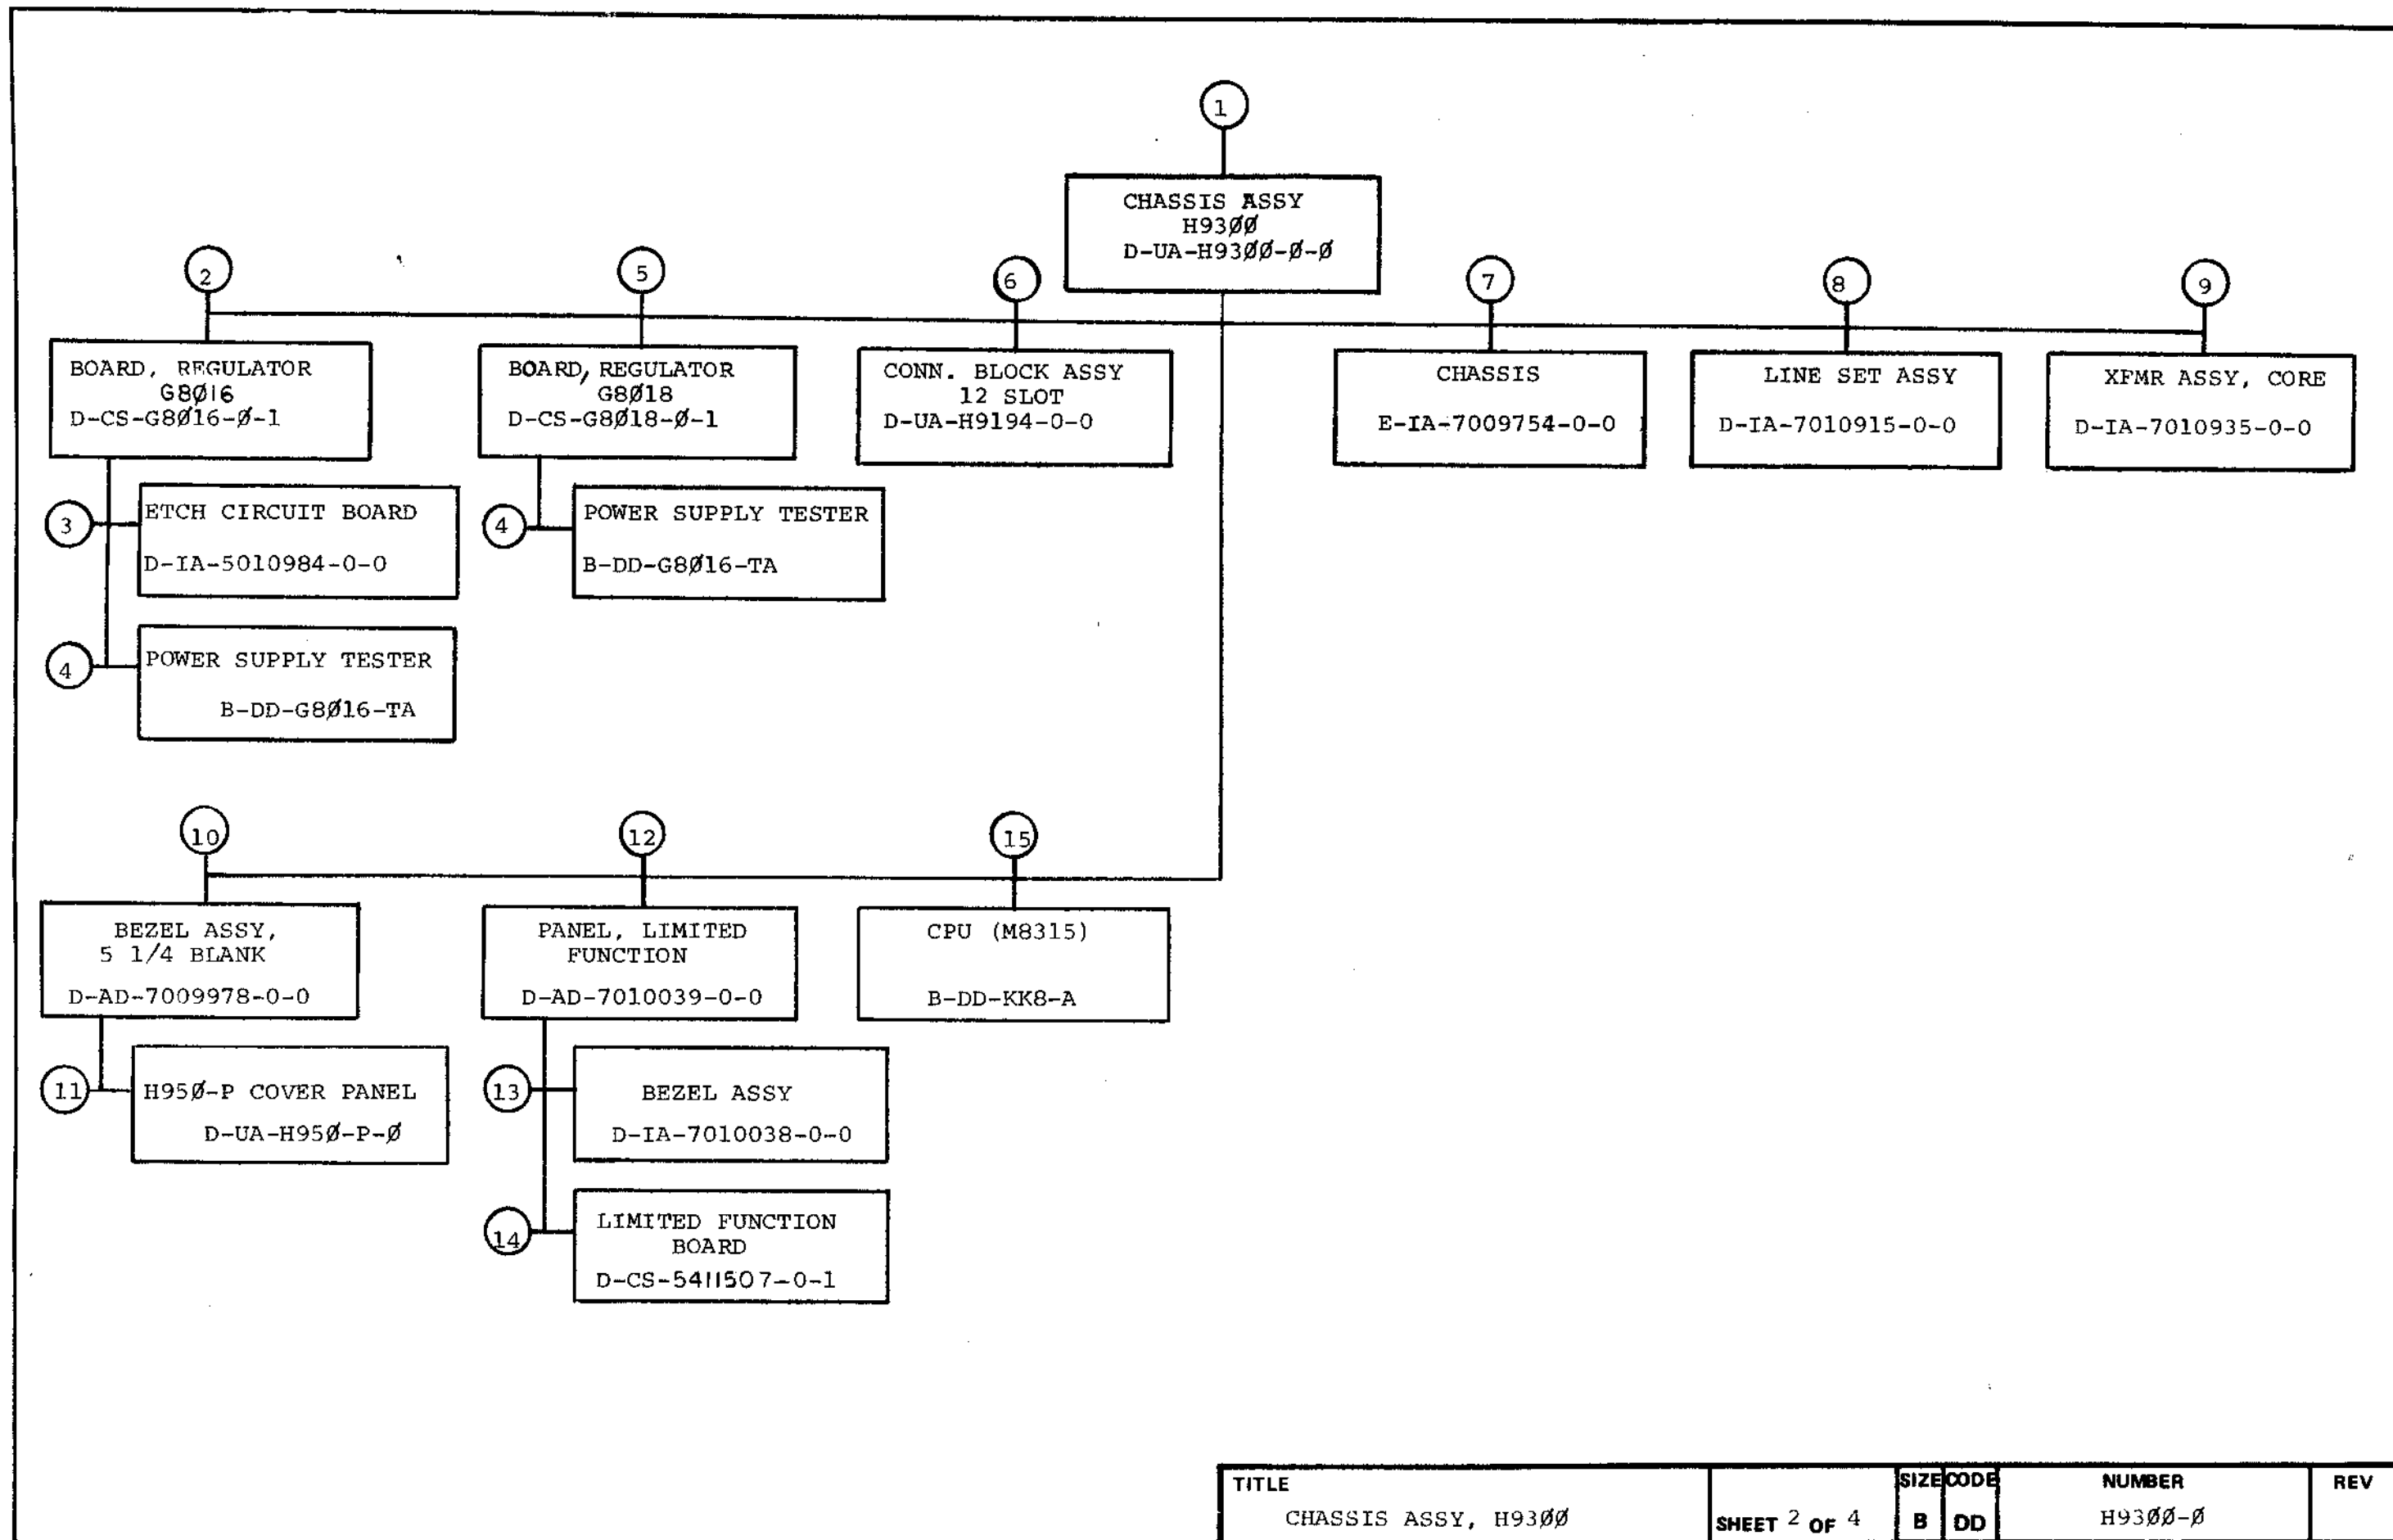 1
CHASSIS ASSY
H93ØØ
D-UA-H93ØØ-Ø-Ø
2
5
6
7
8
9
BOARD, REGULATOR
G8Ø16
D-CS-G8Ø16-Ø-1
BOARD, REGULATOR
G8Ø18
D-CS-G8Ø18-Ø-1
CONN. BLOCK ASSY
12 SLOT
D-UA-H9194-0-0
CHASSIS
E-IA-7009754-0-0
LINE SET ASSY
D-IA-7010915-0-0
XFMR ASSY, CORE
D-IA-7010935-0-0
3
ETCH CIRCUIT BOARD
D-IA-5010984-0-0
4
POWER SUPPLY TESTER
B-DD-G8Ø16-TA
4
POWER SUPPLY TESTER
B-DD-G8Ø16-TA
10
12
15
BEZEL ASSY,
5 1/4 BLANK
D-AD-7009978-0-0
PANEL, LIMITED
FUNCTION
D-AD-7010039-0-0
CPU (M8315)
B-DD-KK8-A
11
H95Ø-P COVER PANEL
D-UA-H95Ø-P-Ø
13
BEZEL ASSY
D-IA-7010038-0-0
14
LIMITED FUNCTION
BOARD
D-CS-5411507-0-1
TITLE
CHASSIS ASSY, H93ØØ
SHEET 2 OF 4
SIZE
B
CODE
DD
NUMBER
H93ØØ-Ø
REV